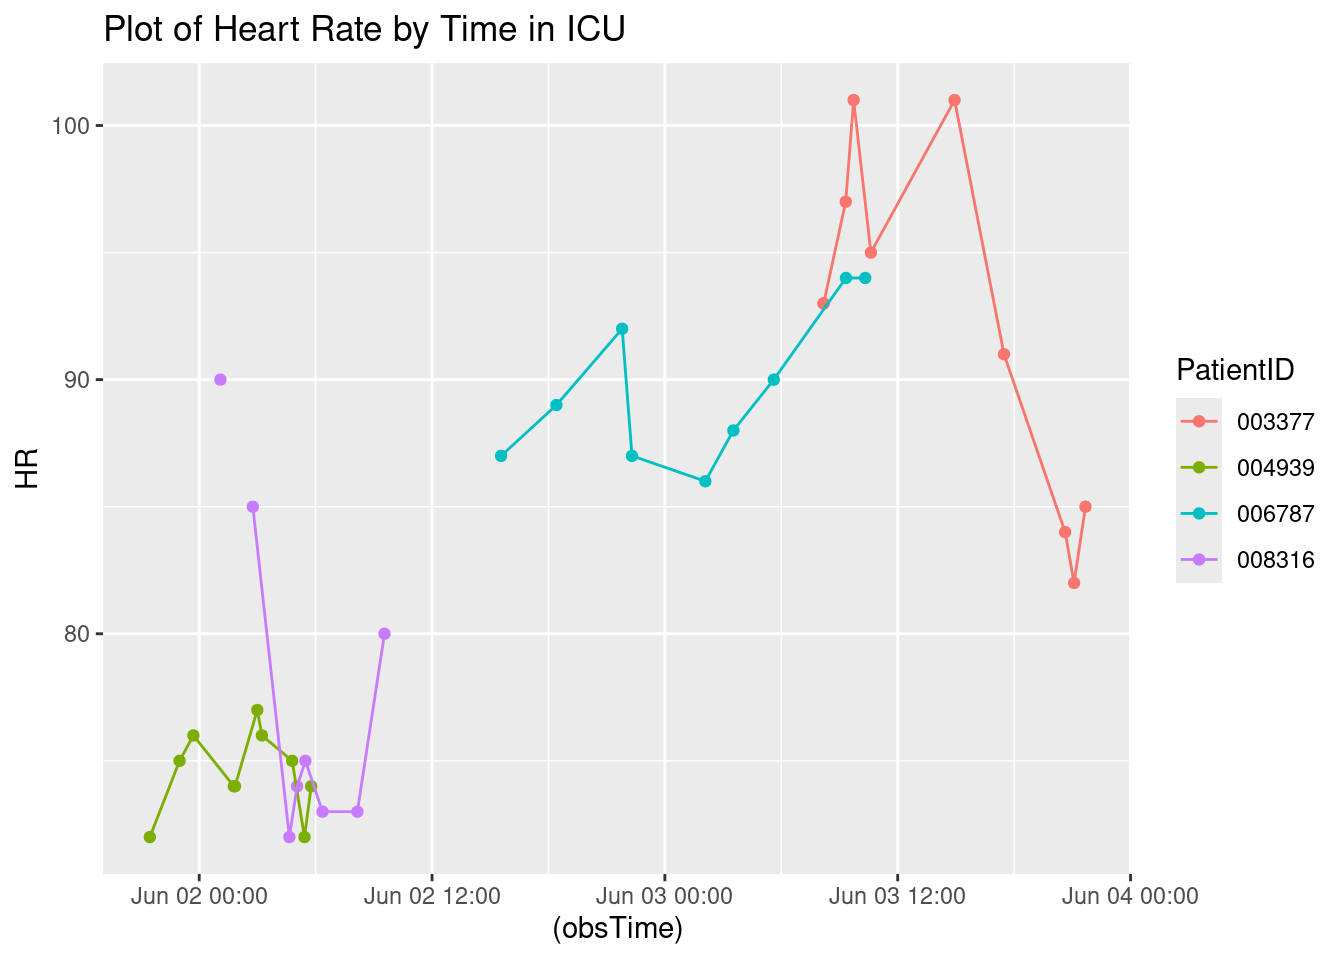 Plot of Heart Rate by Time in ICU
100
90
80
HR
Jun 02 00:00
Jun 02 12:00
Jun 03 00:00
Jun 03 12:00
Jun 04 00:00
(obsTime)
PatientID
003377
004939
006787
008316